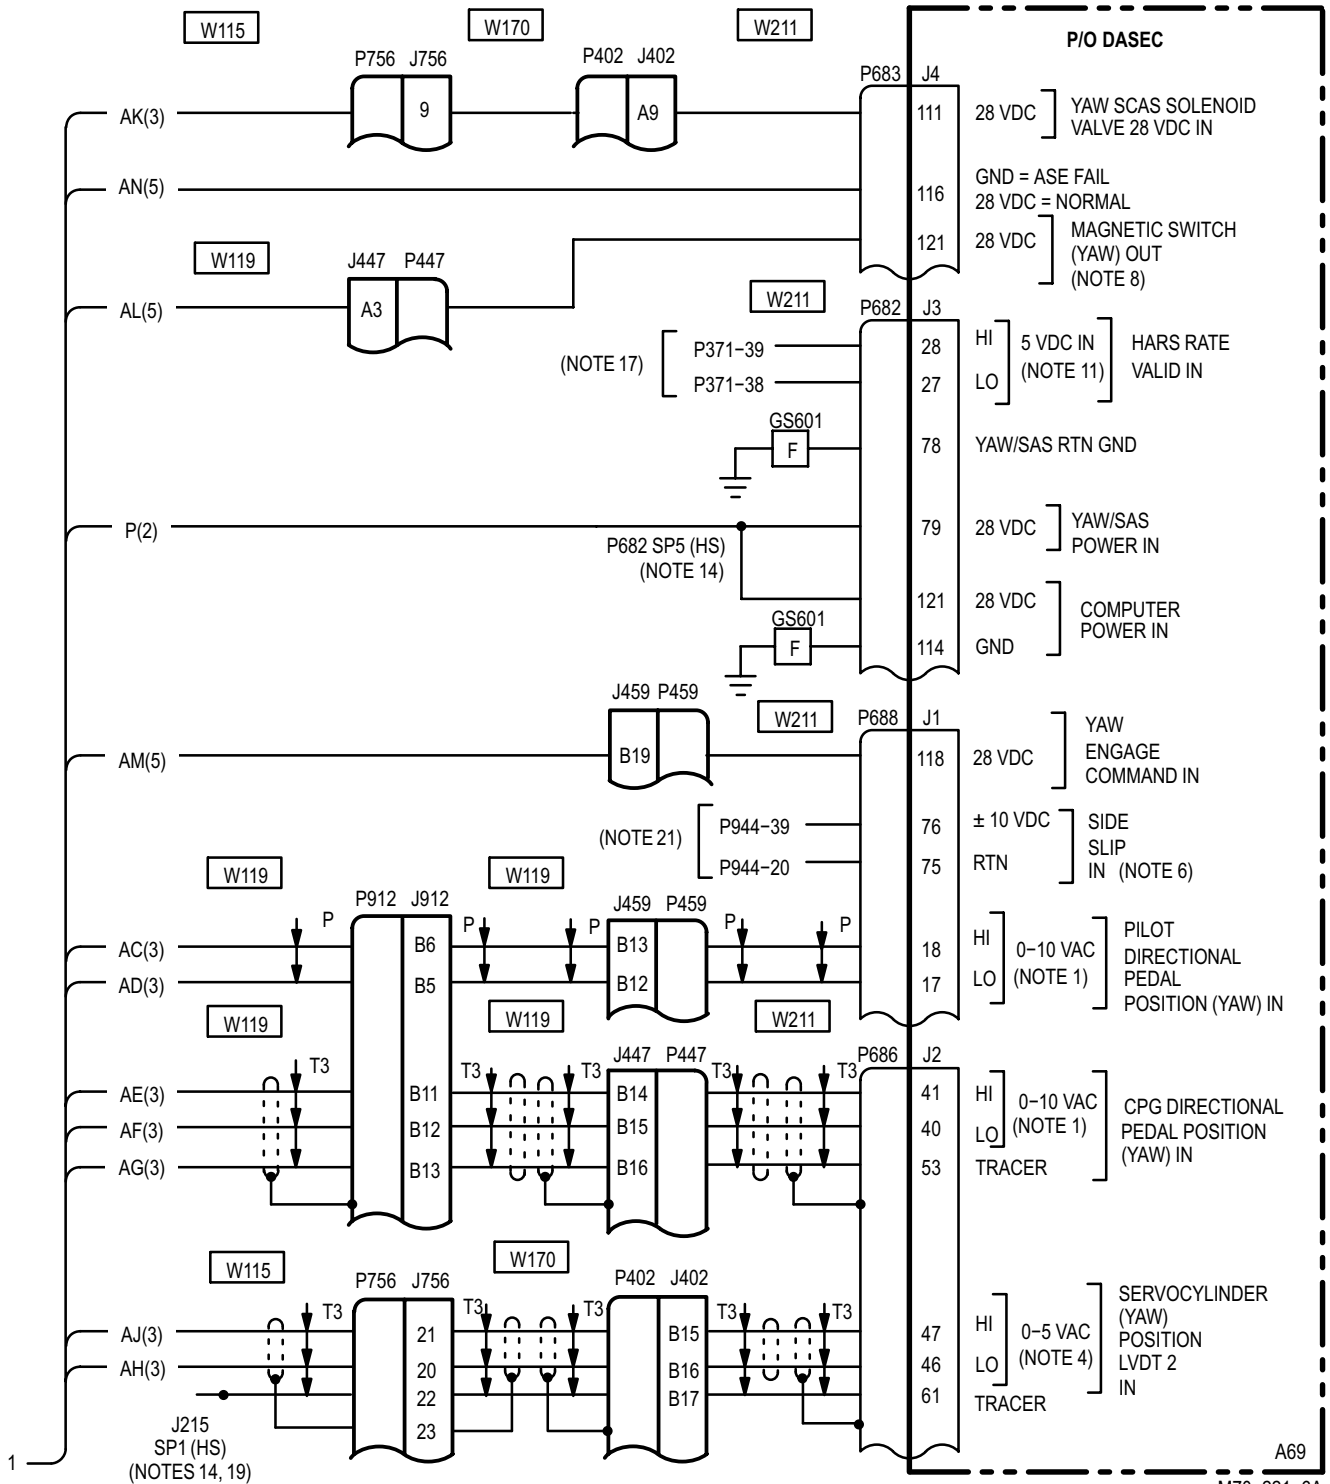 W115
W170
W211
P/O DASEC
P756 J756
P402 J402
P683 J4
AK(3)
9
A9
111
28 VDC
YAW SCAS SOLENOID
VALVE 28 VDC IN
AN(5)
116
GND = ASE FAIL
28 VDC = NORMAL
121
28 VDC
MAGNETIC SWITCH
(YAW) OUT
(NOTE 8)
W119
J447 P447
AL(5)
A3
W211
P682 J3
(NOTE 17)
P371–39
28
HI
5 VDC IN
(NOTE 11)
HARS RATE
VALID IN
P371–38
27
LO
GS601
F
78
YAW/SAS RTN GND
P(2)
79
28 VDC
YAW/SAS
POWER IN
P682 SP5 (HS)
(NOTE 14)
121
28 VDC
COMPUTER
POWER IN
GS601
F
114
GND
J459 P459
W211
P688 J1
AM(5)
B19
118
28 VDC
YAW
ENGAGE
COMMAND IN
(NOTE 21)
P944–39
76
± 10 VDC
SIDE
SLIP
IN (NOTE 6)
P944–20
75
RTN
W119
W119
P912 J912
J459 P459
P
P
P
P
P
AC(3)
B6
B13
18
HI
0–10 VAC
(NOTE 1)
PILOT
DIRECTIONAL
PEDAL
POSITION (YAW) IN
AD(3)
B5
B12
17
LO
W119
W119
W211
J447 P447
P686 J2
T3
T3
T3
T3
T3
AE(3)
B11
B14
41
HI
0–10 VAC
(NOTE 1)
CPG DIRECTIONAL
PEDAL POSITION
(YAW) IN
AF(3)
B12
B15
40
LO
AG(3)
B13
B16
53
TRACER
W115
W170
P756 J756
P402 J402
T3
T3
T3
T3
T3
AJ(3)
21
B15
47
HI
0–5 VAC
(NOTE 4)
SERVOCYLINDER
(YAW)
POSITION
LVDT 2
IN
AH(3)
20
B16
46
LO
22
B17
61
TRACER
23
J215
SP1 (HS)
(NOTES 14, 19)
1
A69